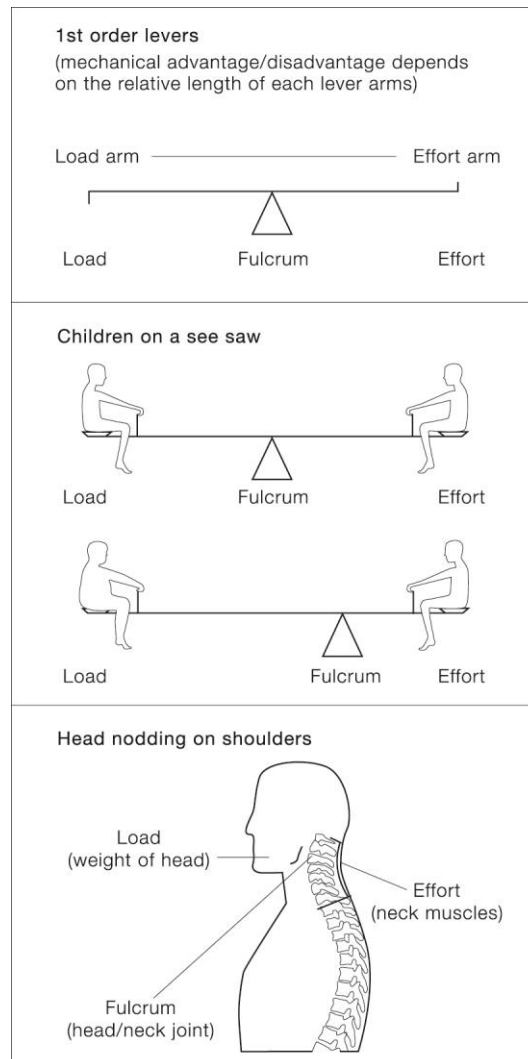 1st order levers
(mechanical advantage/disadvantage depends
on the relative length of each lever arms)
Load arm Effort arm
Load Fulcrum Effort
Children on a see saw
Load Fulcrum Effort
Load Fulcrum Effort
Head nodding on shoulders
Load
(weight of head)
Effort
(neck muscles)
Fulcrum
(head/neck joint)